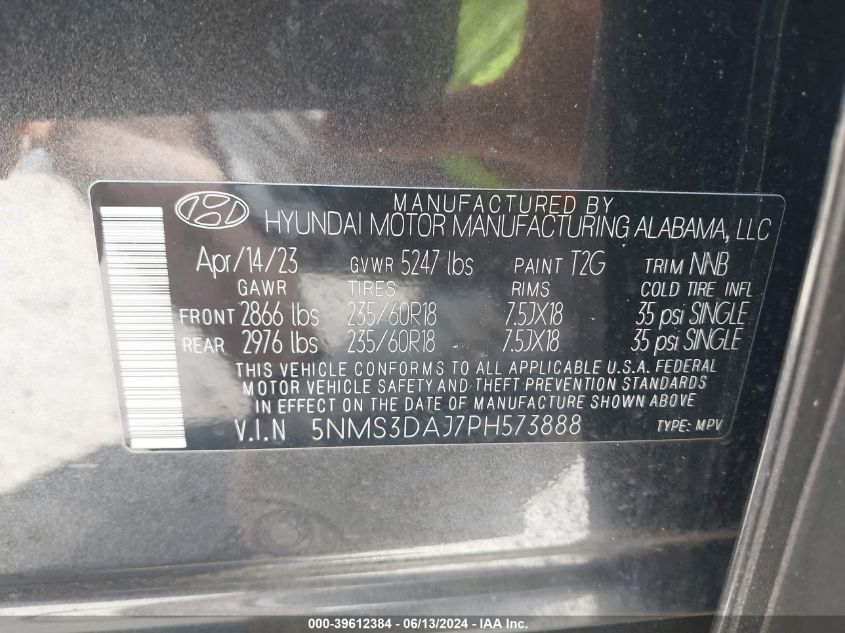 MANUFACTURED BY
HYUNDAI MOTOR MANUFACTURING ALABAMA, LLC
Apr/14/23 GVWR 5247 lbs PAINT T2G TRIM NNB
GAWR TIRES RIMS COLD TIRE INFL
FRONT 2866 lbs 235/60R18 7.5JX18 35 psi SINGLE
REAR 2976 lbs 235/60R18 7.5JX18 35 psi SINGLE
THIS VEHICLE CONFORMS TO ALL APPLICABLE U.S.A. FEDERAL
MOTOR VEHICLE SAFETY AND THEFT PREVENTION STANDARDS
IN EFFECT ON THE DATE OF MANUFACTURE SHOWN ABOVE
V.I.N 5NMS3DAJ7PH573888 TYPE: MPV
000-39612384 - 06/13/2024 - IAA Inc.